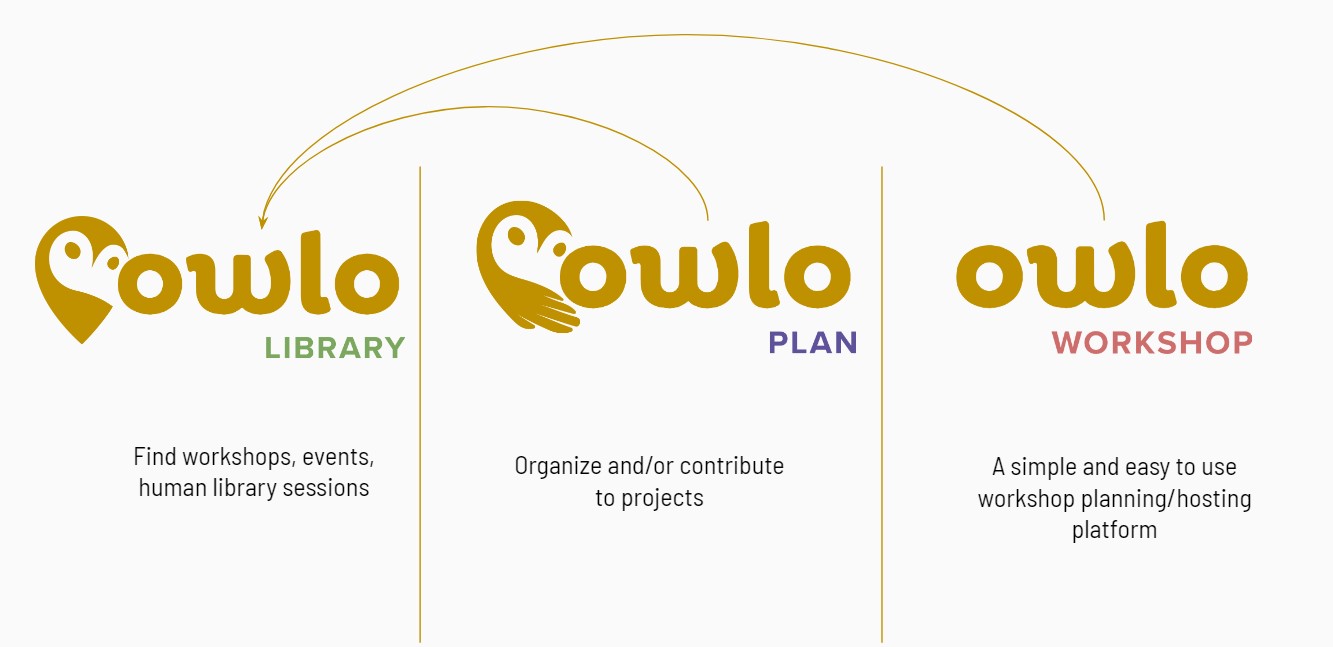 owlo
LIBRARY
Find workshops, events,
human library sessions
owlo
PLAN
Organize and/or contribute
to projects
owlo
WORKSHOP
A simple and easy to use
workshop planning/hosting
platform